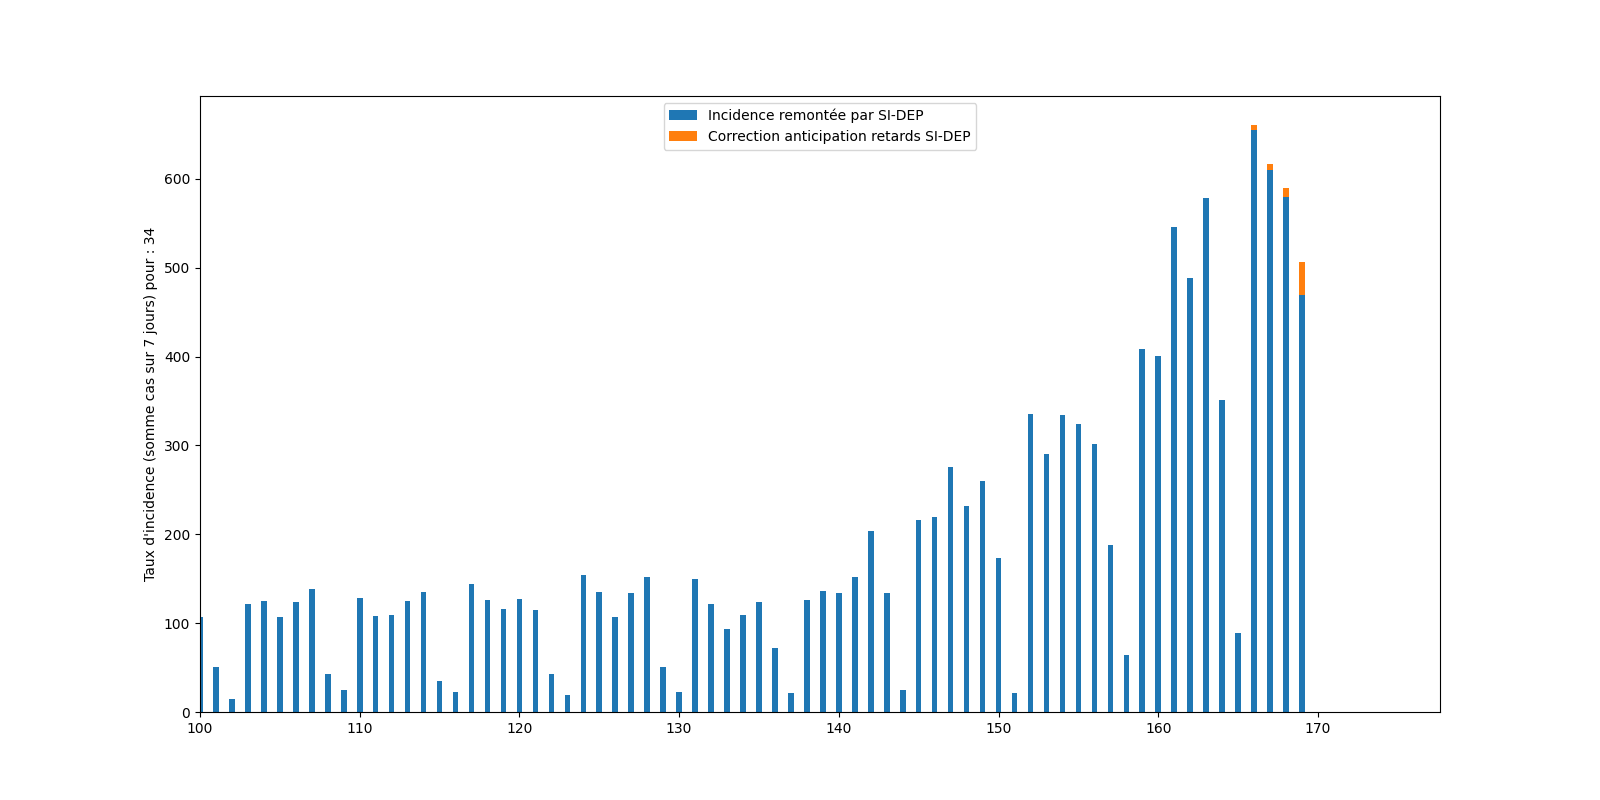 Incidence remontée par SI-DEP
Correction anticipation retards SI-DEP
Taux d'incidence (somme cas sur 7 jours) pour : 34
600
500
400
300
200
100
0
100 110 120 130 140 150 160 170